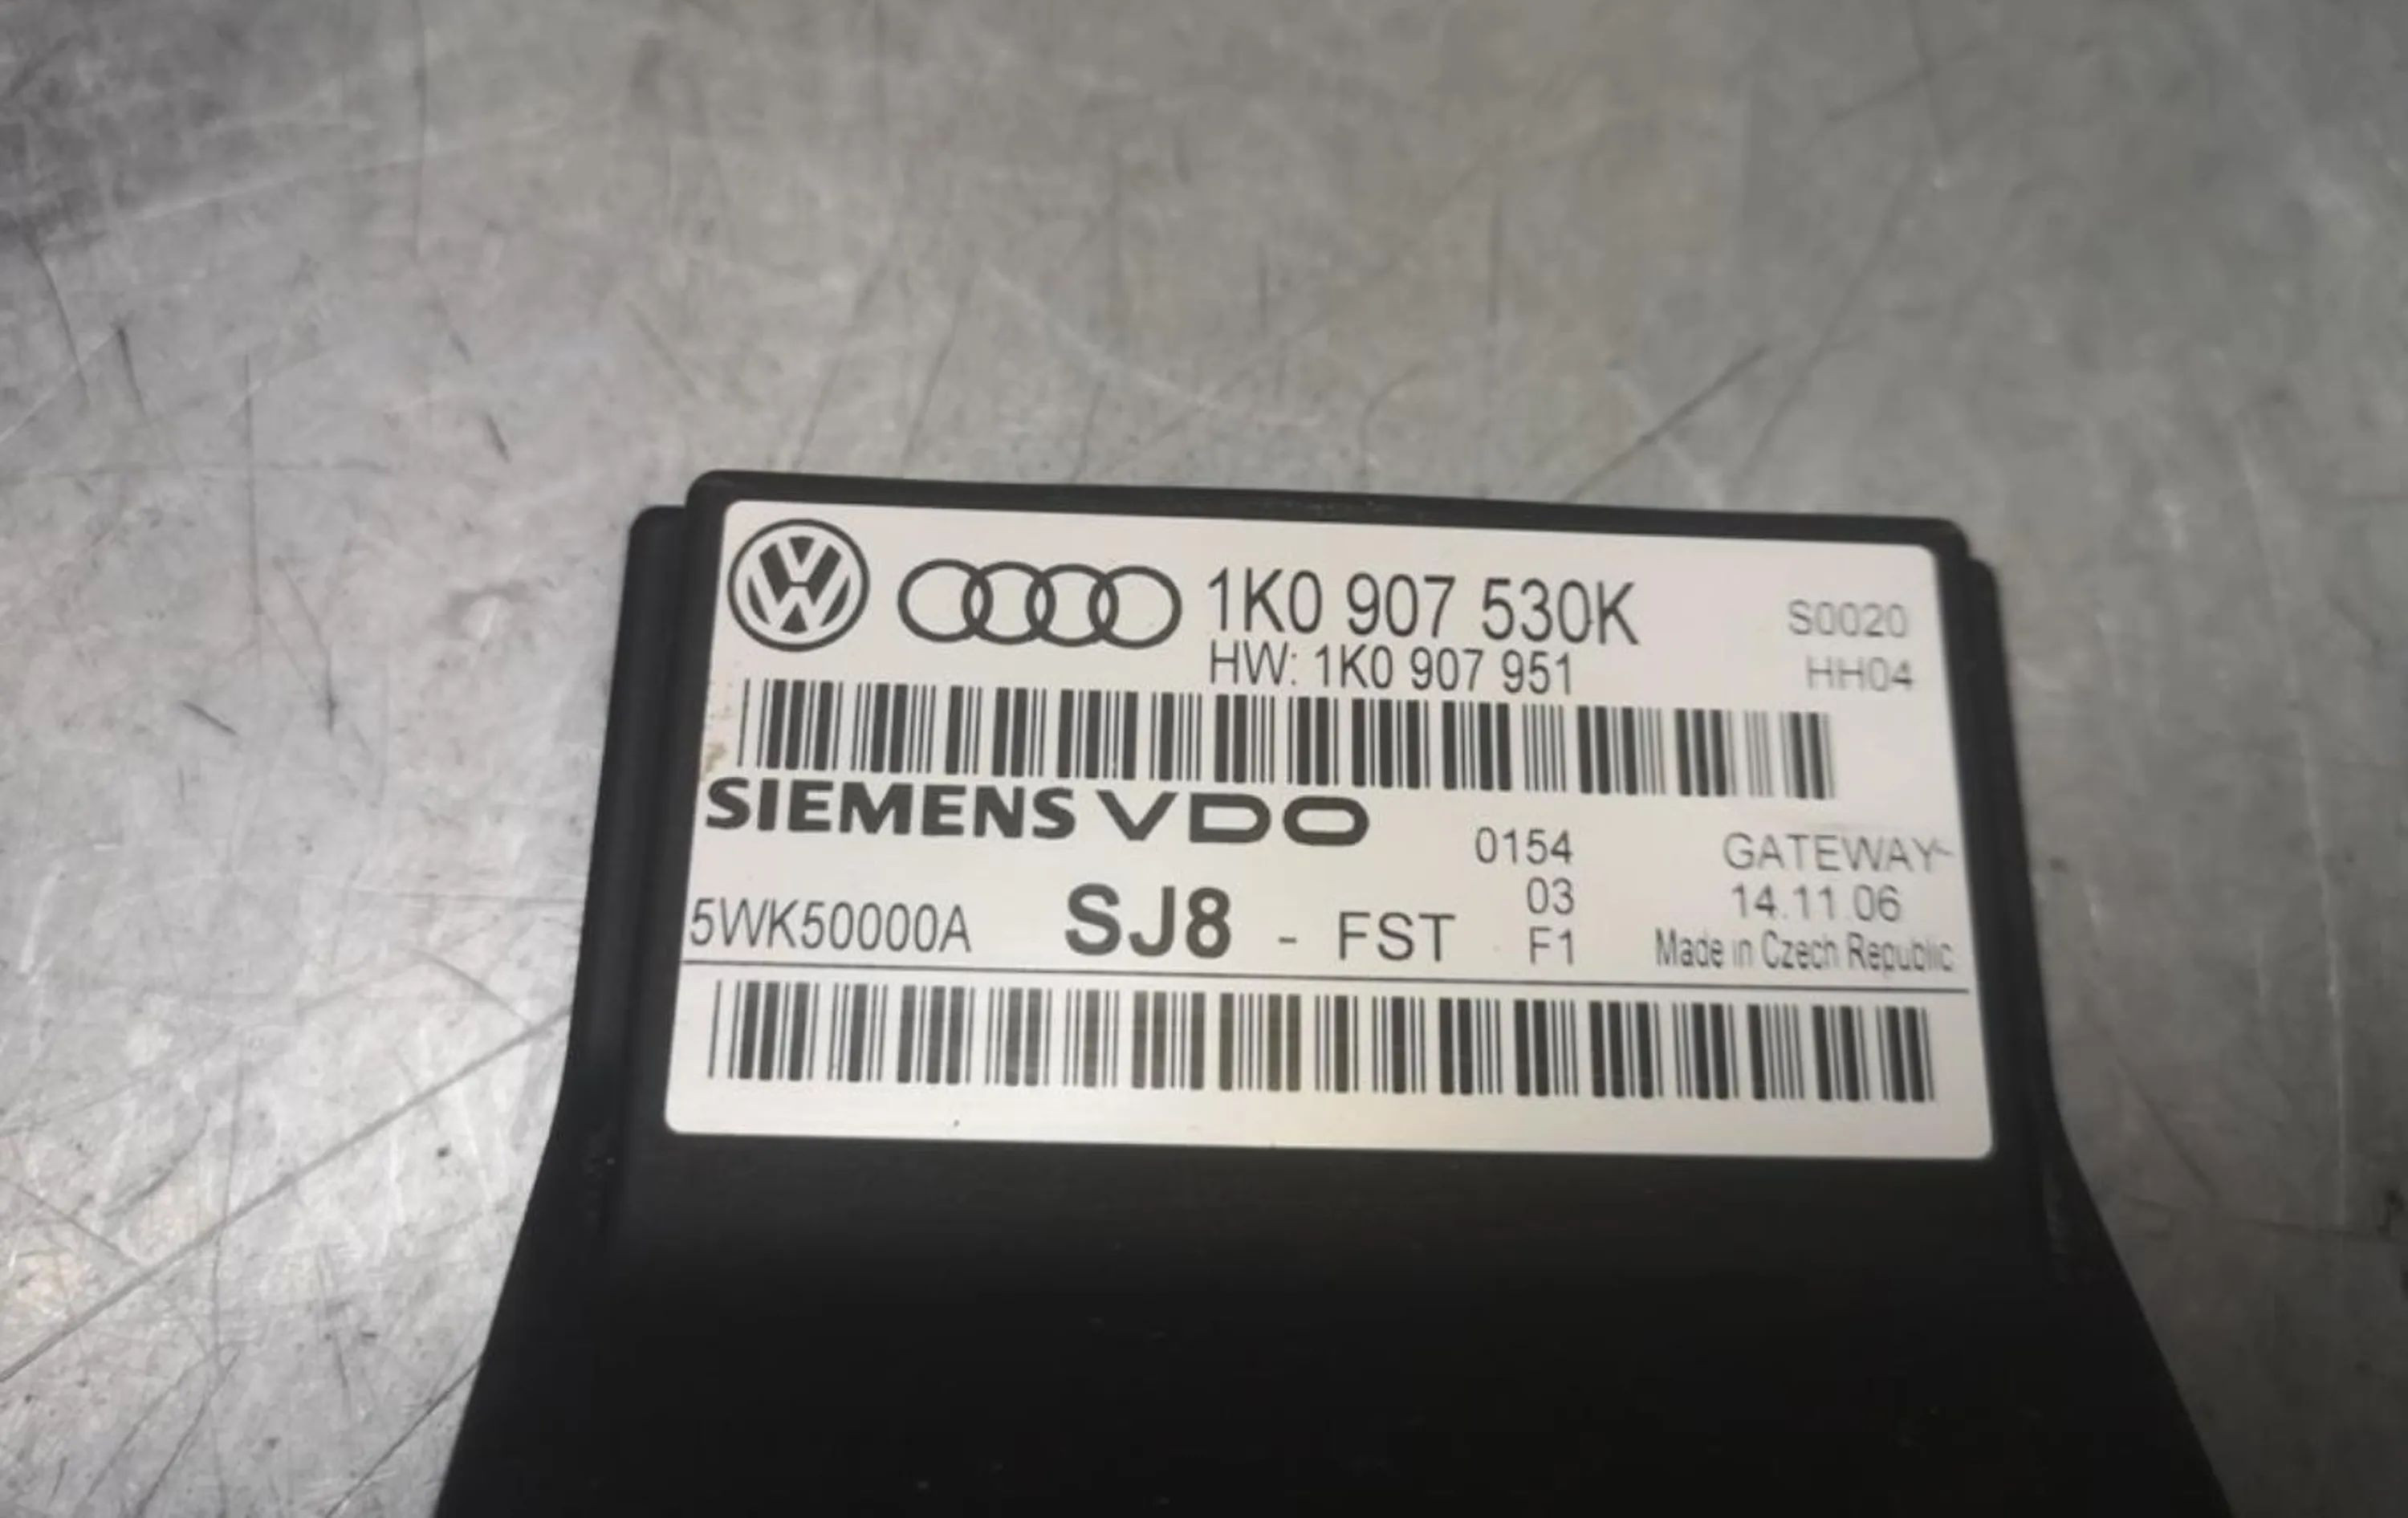 1K0 907 530K S0020
HW: 1K0 907 951 HH04
SIEMENS VDO
0154 GATEWAY
03 14.11.06
5WK50000A SJ8 - FST F1 Made in Czech Republic